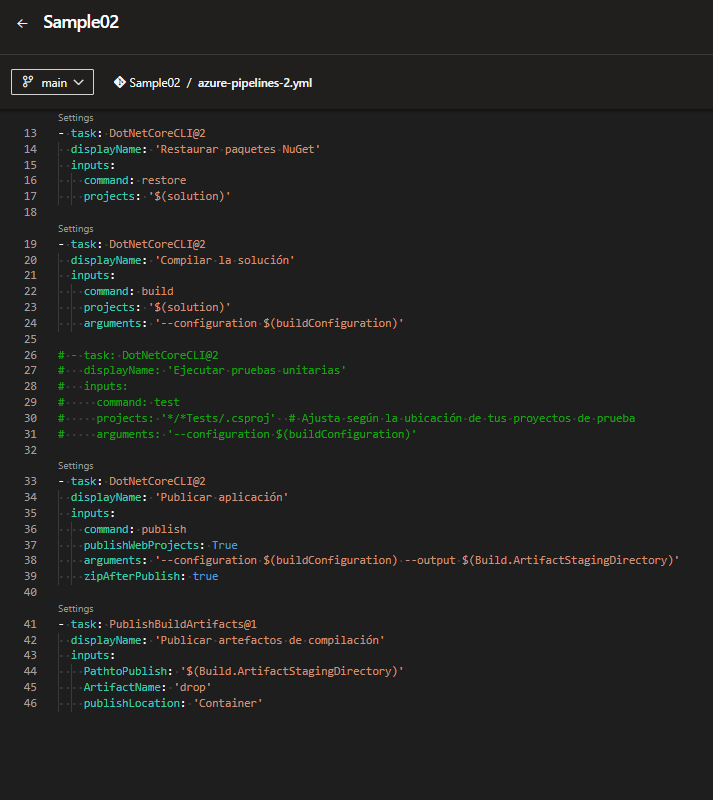 Sample02
main Sample02 / azure-pipelines-2.yml
Settings
13 - task: DotNetCoreCLI@2
14 displayName: 'Restaurar paquetes NuGet'
15 inputs:
16 command: restore
17 projects: '$(solution)'
18
Settings
19 - task: DotNetCoreCLI@2
20 displayName: 'Compilar la solución'
21 inputs:
22 command: build
23 projects: '$(solution)'
24 arguments: '--configuration $(buildConfiguration)'
25
26 # - task: DotNetCoreCLI@2
27 # displayName: 'Ejecutar pruebas unitarias'
28 # inputs:
29 # command: test
30 # projects: '*/*Tests/.csproj' # Ajusta según la ubicación de tus proyectos de prueba
31 # arguments: '--configuration $(buildConfiguration)'
32
Settings
33 - task: DotNetCoreCLI@2
34 displayName: 'Publicar aplicación'
35 inputs:
36 command: publish
37 publishWebProjects: True
38 arguments: '--configuration $(buildConfiguration) --output $(Build.ArtifactStagingDirectory)'
39 zipAfterPublish: true
40
Settings
41 - task: PublishBuildArtifacts@1
42 displayName: 'Publicar artefactos de compilación'
43 inputs:
44 PathtoPublish: '$(Build.ArtifactStagingDirectory)'
45 ArtifactName: 'drop'
46 publishLocation: 'Container'